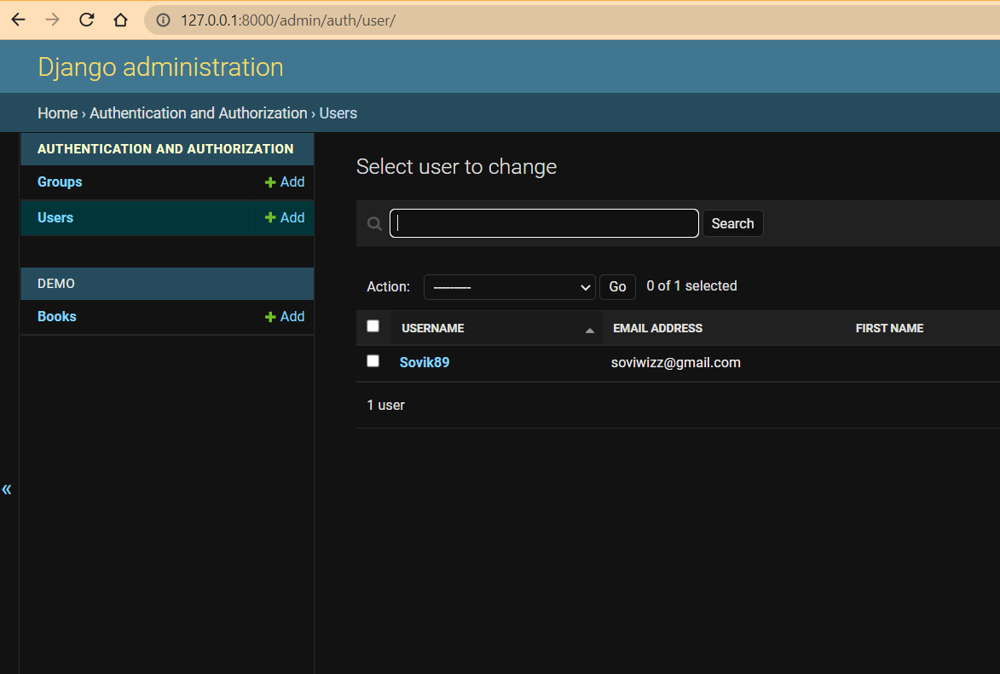 127.0.0.1:8000/admin/auth/user/
Django administration
Home › Authentication and Authorization › Users
AUTHENTICATION AND AUTHORIZATION
Groups + Add
Users + Add
DEMO
Books + Add
«
Select user to change
Search
Action: --------- Go 0 of 1 selected
USERNAME EMAIL ADDRESS FIRST NAME
Sovik89 soviwizz@gmail.com
1 user